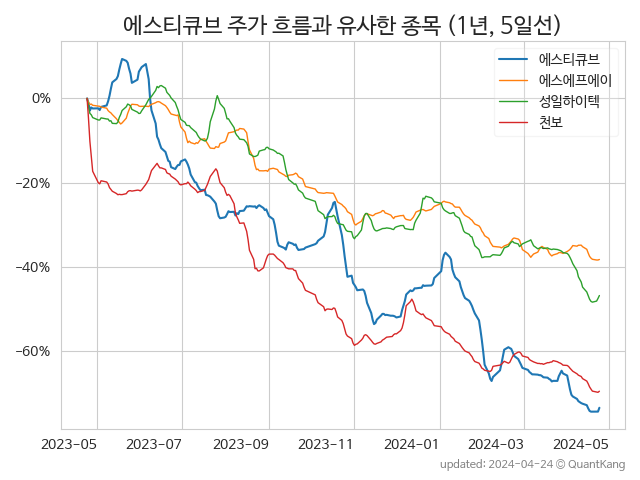 에스티큐브 주가 흐름과 유사한 종목 (1년, 5일선)
에스티큐브
에스에프에이
성일하이텍
천보
0%
−20%
−40%
−60%
2023-05 2023-07 2023-09 2023-11 2024-01 2024-03 2024-05
updated: 2024-04-24 © QuantKang